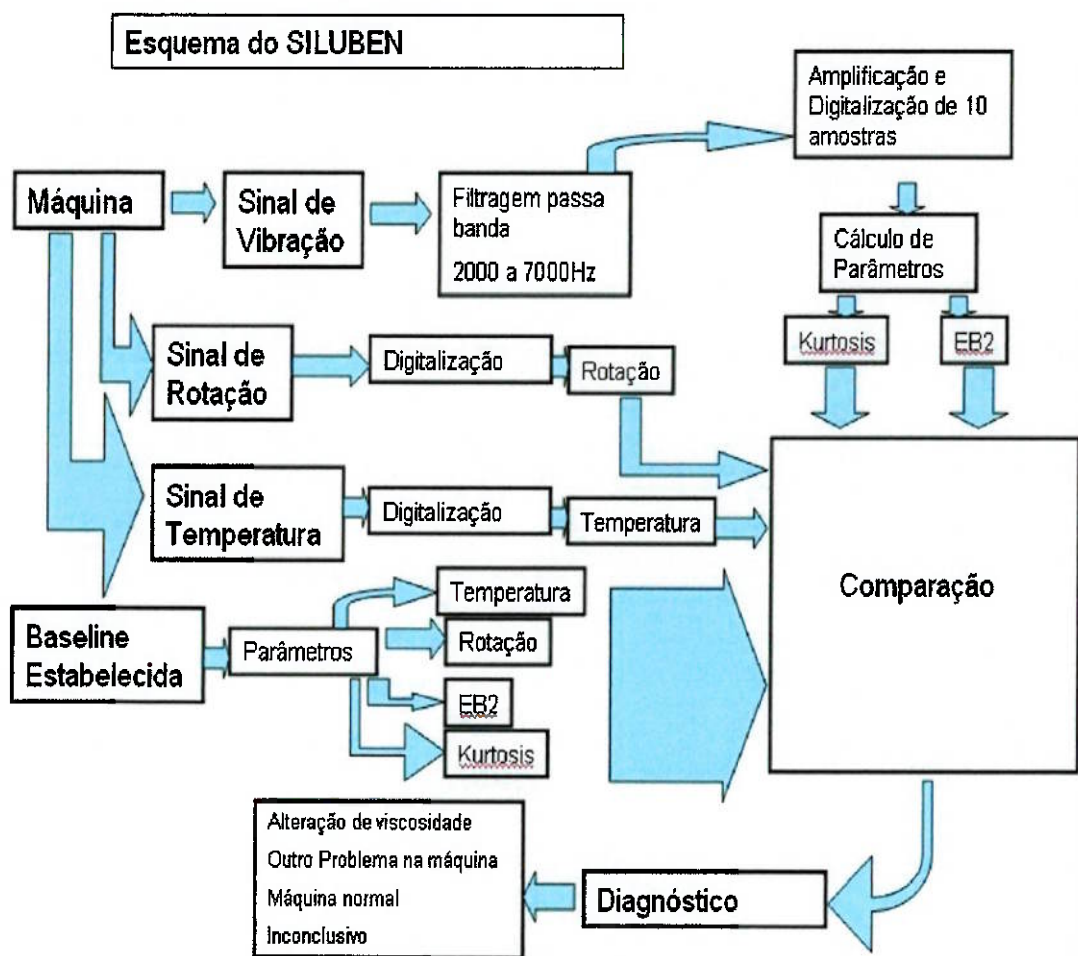 Esquema do SILUBEN
Amplificação e
Digitalização de 10
amostras
Máquina
Sinal de
Vibração
Filtragem passa
banda
2000 a 7000Hz
Cálculo de
Parâmetros
Kurtosis
EB2
Sinal de
Rotação
Digitalização
Rotação
Sinal de
Temperatura
Digitalização
Temperatura
Comparação
Baseline
Estabelecida
Parâmetros
Temperatura
Rotação
EB2
Kurtosis
Alteração de viscosidade
Outro Problema na máquina
Máquina normal
Inconclusivo
Diagnóstico